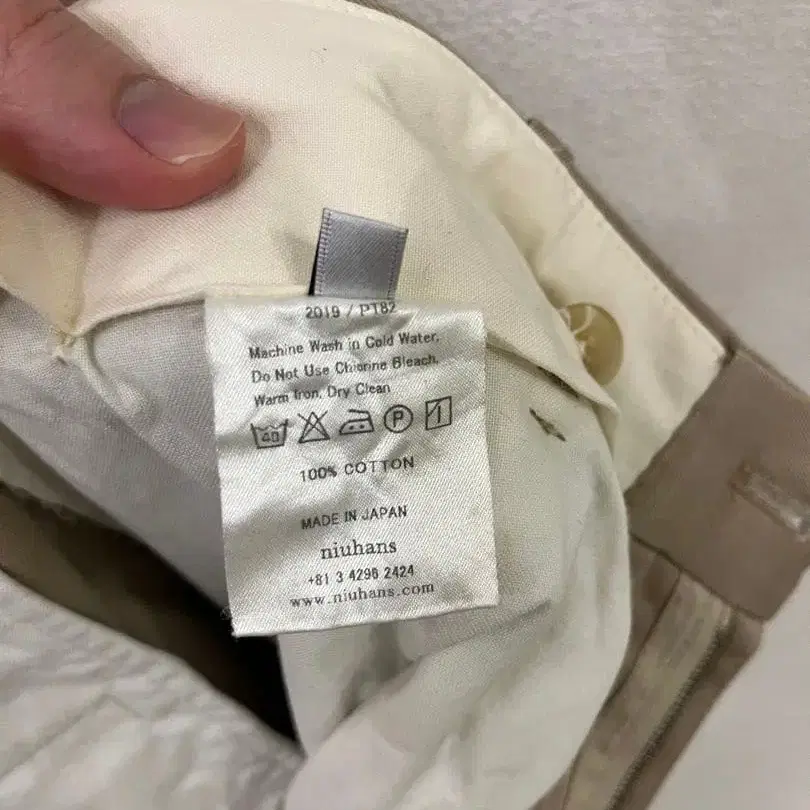 2019 / PT82
Machine Wash in Cold Water.
Do Not Use Chionne Bleach.
Warm Iron. Dry Clean
40 P
100% COTTON
MADE IN JAPAN
niuhans
+81 3 4296 2424
www.niuhans.com